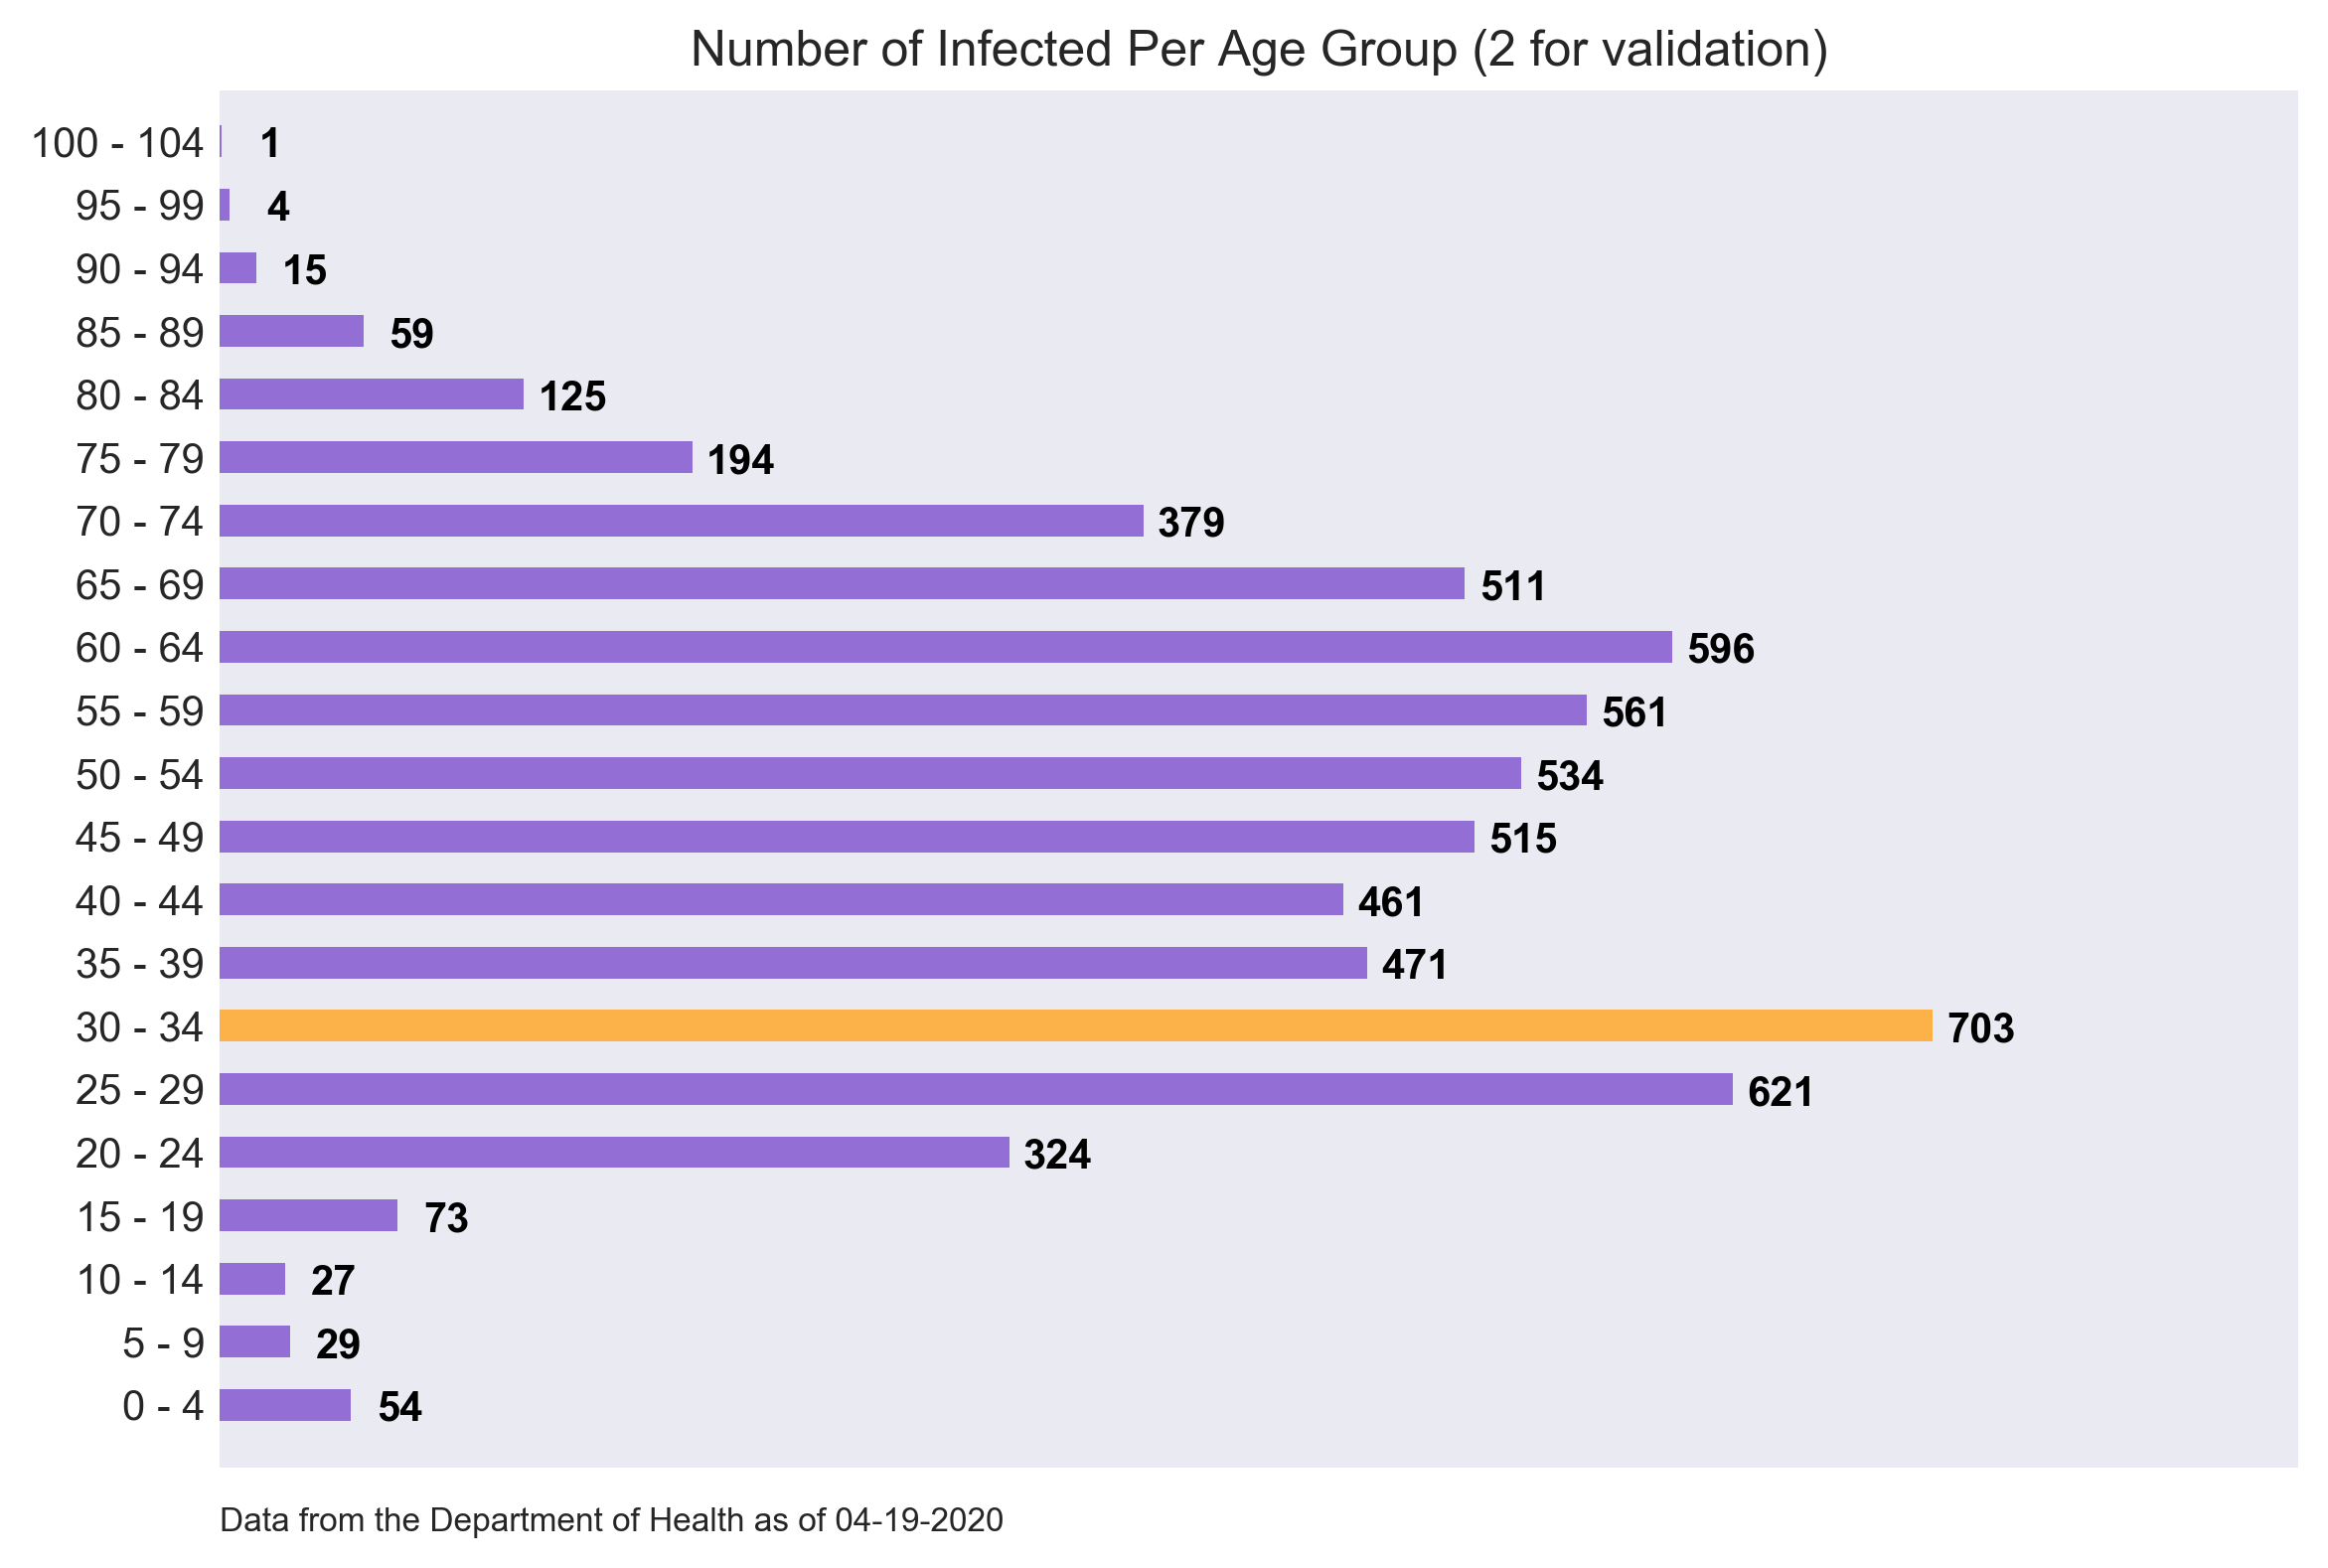 Number of Infected Per Age Group (2 for validation)
100 - 104 1
95 - 99 4
90 - 94 15
85 - 89 59
80 - 84 125
75 - 79 194
70 - 74 379
65 - 69 511
60 - 64 596
55 - 59 561
50 - 54 534
45 - 49 515
40 - 44 461
35 - 39 471
30 - 34 703
25 - 29 621
20 - 24 324
15 - 19 73
10 - 14 27
5 - 9 29
0 - 4 54
Data from the Department of Health as of 04-19-2020